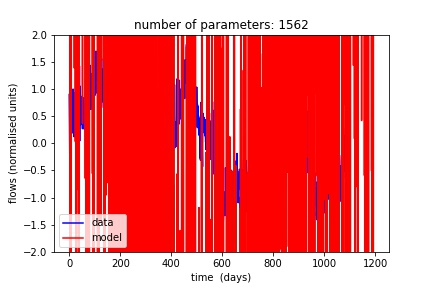 number of parameters: 1562
flows (normalised units)
2.0
1.5
1.0
0.5
0.0
−0.5
−1.0
−1.5
−2.0
data
model
0 200 400 600 800 1000 1200
time (days)